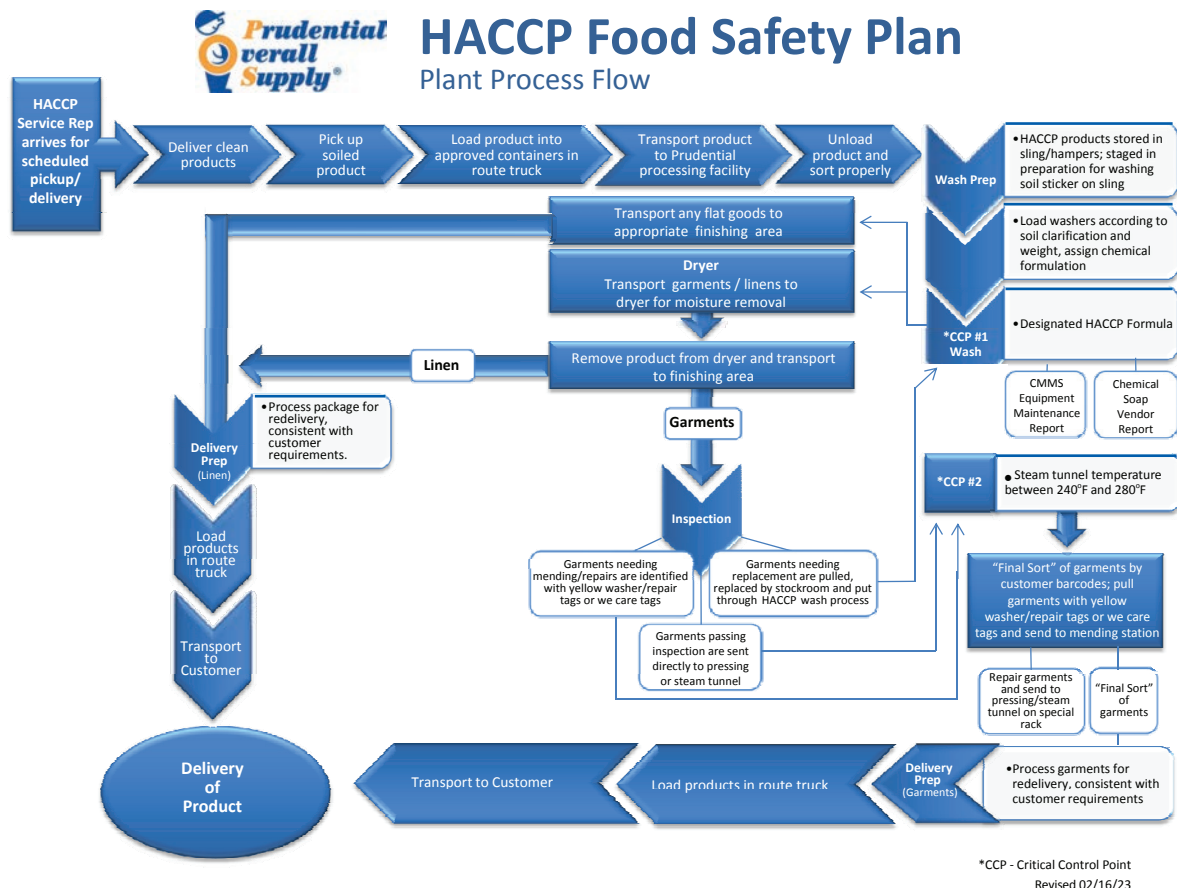 Prudential
Overall
Supply®
HACCP Food Safety Plan
Plant Process Flow
HACCP
Service Rep
arrives for
scheduled
pickup/
delivery
Deliver clean
products
Pick up
soiled
product
Load product into
approved containers in
route truck
Transport product
to Prudential
processing facility
Unload
product and
sort properly
Wash Prep
•HACCP products stored in
sling/hampers; staged in
preparation for washing
soil sticker on sling
•Load washers according to
soil clarification and
weight, assign chemical
formulation
*CCP #1
Wash
•Designated HACCP Formula
CMMS
Equipment
Maintenance
Report
Chemical
Soap
Vendor
Report
Transport any flat goods to
appropriate finishing area
Dryer
Transport garments / linens to
dryer for moisture removal
Remove product from dryer and transport
to finishing area
Linen
Garments
•Process package for
redelivery,
consistent with
customer
requirements.
Delivery
Prep
(Linen)
Load
products
in route
truck
Transport
to
Customer
Inspection
Garments needing
mending/repairs are identified
with yellow washer/repair
tags or we care tags
Garments needing
replacement are pulled,
replaced by stockroom and put
through HACCP wash process
Garments passing
inspection are sent
directly to pressing
or steam tunnel
*CCP #2
● Steam tunnel temperature
between 240°F and 280°F
"Final Sort" of garments by
customer barcodes; pull
garments with yellow
washer/repair tags or we care
tags and send to mending station
Repair garments
and send to
pressing/steam
tunnel on special
rack
"Final Sort"
of
garments
•Process garments for
redelivery, consistent with
customer requirements
Delivery
Prep
(Garments)
Load products in route truck
Transport to Customer
Delivery
of
Product
*CCP - Critical Control Point
Revised 02/16/23